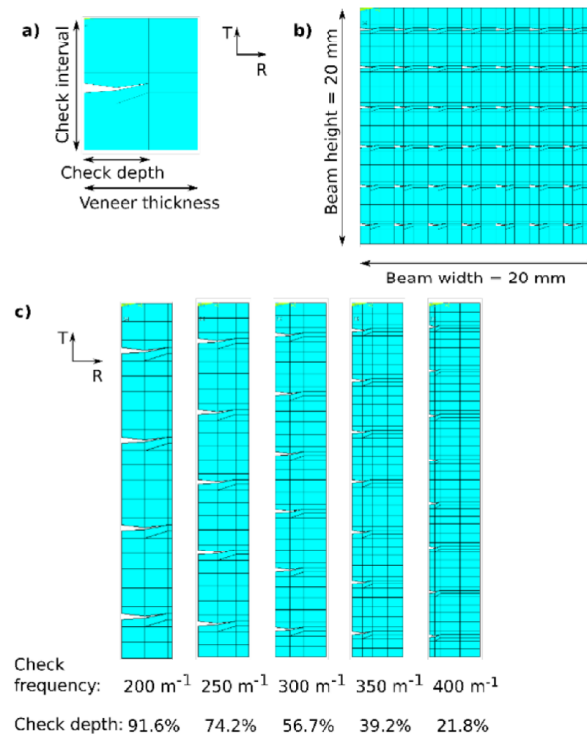 a)
T
R
Check interval
Check depth
Veneer thickness
b)
Beam height = 20 mm
Beam width = 20 mm
c)
T
R
Check
frequency: 200 m⁻¹ 250 m⁻¹ 300 m⁻¹ 350 m⁻¹ 400 m⁻¹
Check depth: 91.6% 74.2% 56.7% 39.2% 21.8%